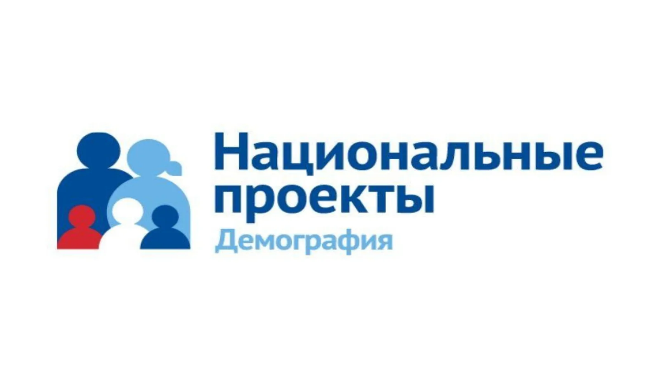 Национальные
проекты
Демография